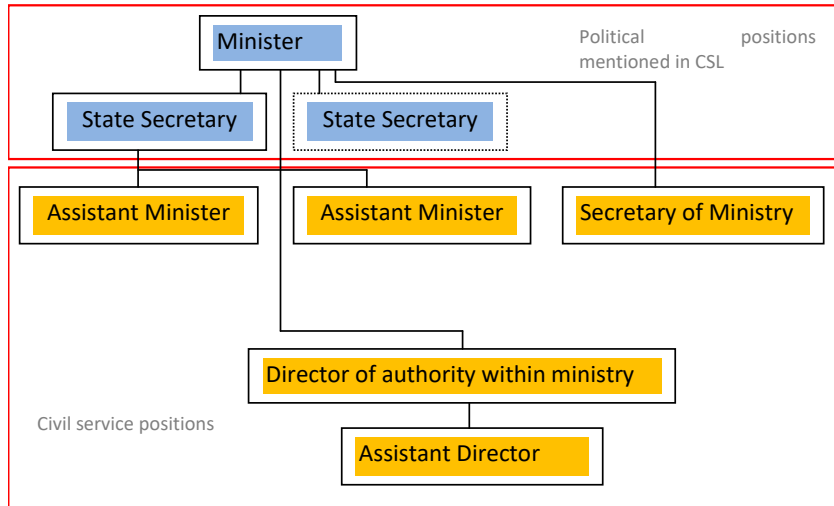 Minister
Political positions
mentioned in CSL
State Secretary
State Secretary
Assistant Minister
Assistant Minister
Secretary of Ministry
Director of authority within ministry
Civil service positions
Assistant Director